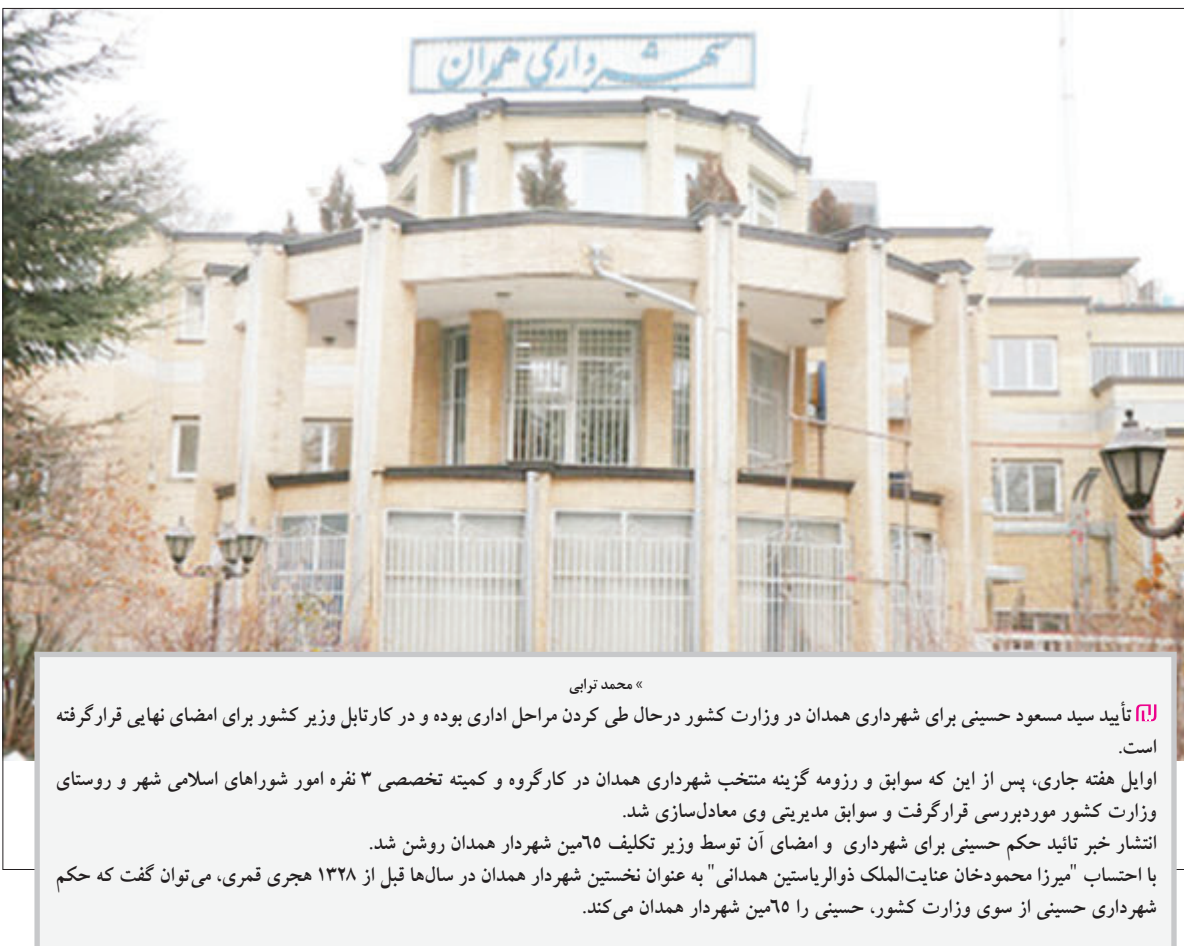 شهرداری همدان
» محمد ترابی
تأیید سید مسعود حسینی برای شهرداری همدان در وزارت کشور درحال طی کردن مراحل اداری بوده و در کارتابل وزیر کشور برای امضای نهایی قرارگرفته
است.
اوایل هفته جاری، پس از این که سوابق و رزومه گزینه منتخب شهرداری همدان در کارگروه و کمیته تخصصی ۳ نفره امور شوراهای اسلامی شهر و روستای
وزارت کشور موردبررسی قرارگرفت و سوابق مدیریتی وی معادل‌سازی شد.
انتشار خبر تائید حکم حسینی برای شهرداری و امضای آن توسط وزیر تکلیف ٦٥مین شهردار همدان روشن شد.
با احتساب "میرزا محمودخان عنایت‌الملک ذوالریاستین همدانی" به عنوان نخستین شهردار همدان در سال‌ها قبل از ۱۳۲۸ هجری قمری، می‌توان گفت که حکم
شهرداری حسینی از سوی وزارت کشور، حسینی را ٦٥مین شهردار همدان می‌کند.